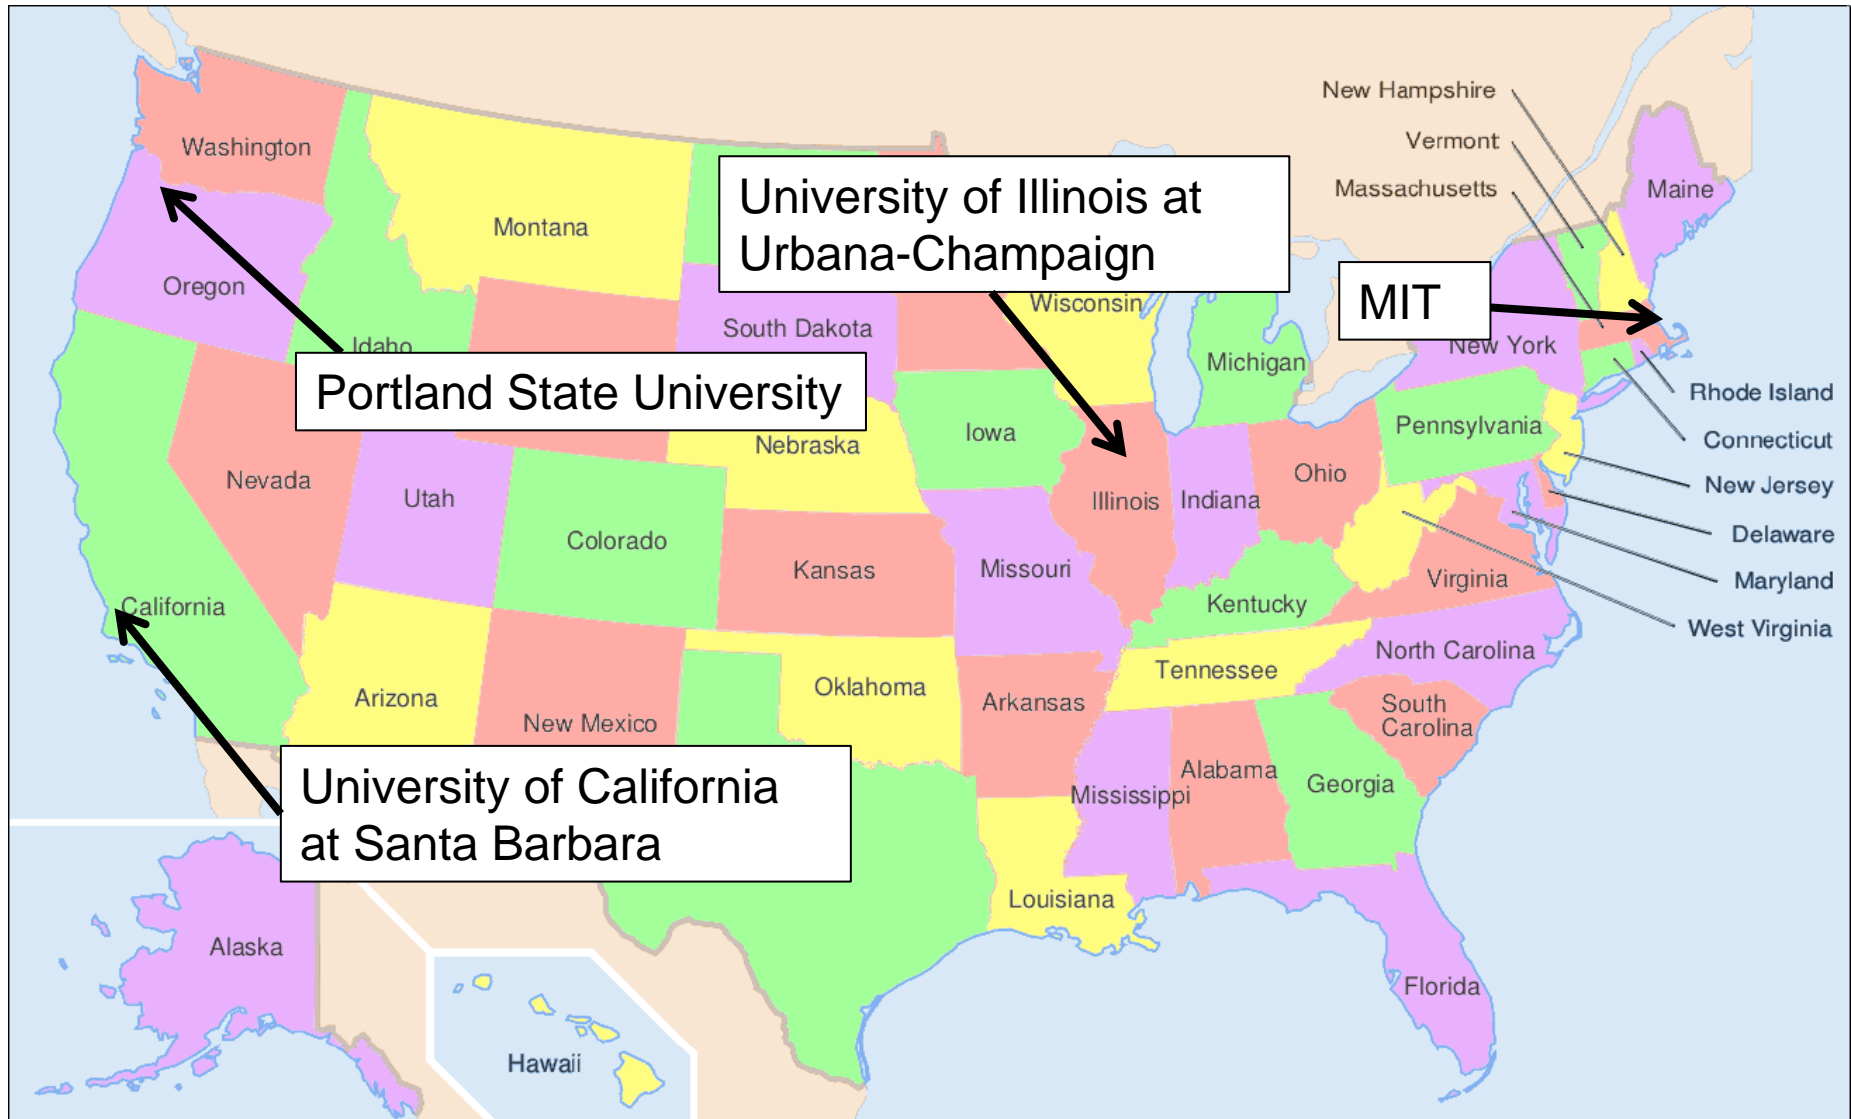 New Hampshire
Vermont
Massachusetts
Washington
Maine
Montana
University of Illinois at
Urbana-Champaign
Oregon
MIT
Wisconsin
South Dakota
Idaho
New York
Michigan
Portland State University
Rhode Island
Iowa
Pennsylvania
Connecticut
Nebraska
Nevada
Utah
Illinois
Indiana
Ohio
New Jersey
Delaware
Colorado
Kansas
Missouri
Virginia
Maryland
California
Kentucky
West Virginia
North Carolina
Tennessee
Arizona
Oklahoma
Arkansas
South
Carolina
New Mexico
University of California
at Santa Barbara
Alabama
Georgia
Mississippi
Louisiana
Alaska
Florida
Hawaii